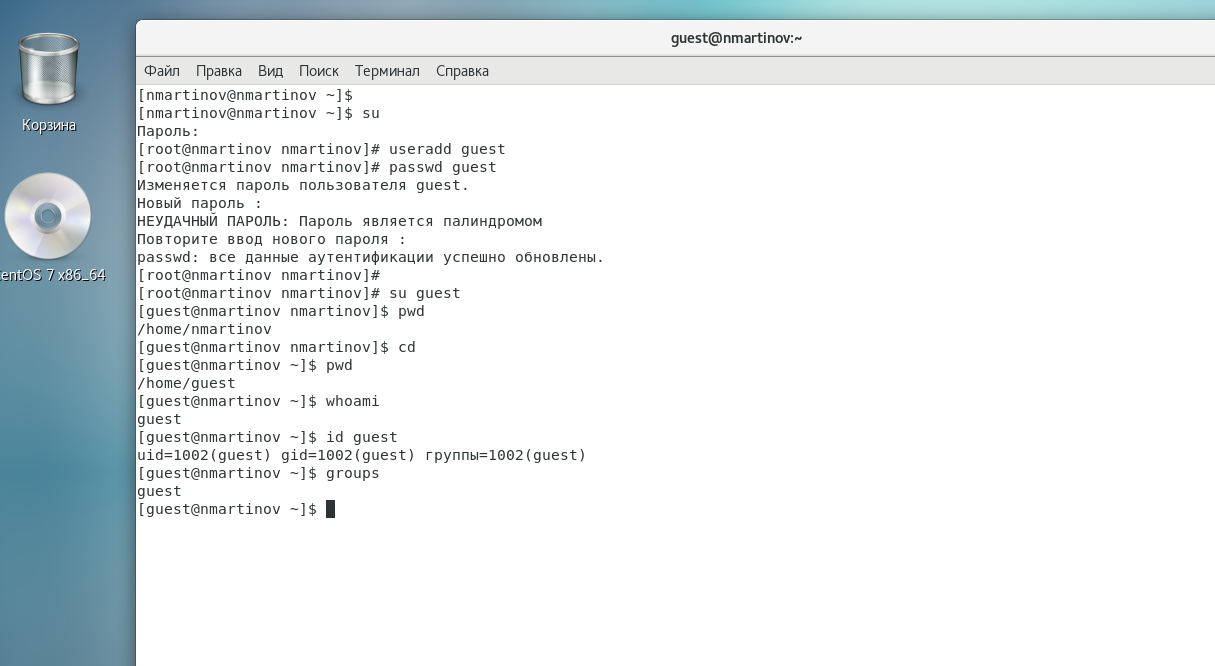 guest@nmartinov:~
Файл Правка Вид Поиск Терминал Справка
Корзина
entOS 7 x86_64
[nmartinov@nmartinov ~]$
[nmartinov@nmartinov ~]$ su
Пароль:
[root@nmartinov nmartinov]# useradd guest
[root@nmartinov nmartinov]# passwd guest
Изменяется пароль пользователя guest.
Новый пароль :
НЕУДАЧНЫЙ ПАРОЛЬ: Пароль является палиндромом
Повторите ввод нового пароля :
passwd: все данные аутентификации успешно обновлены.
[root@nmartinov nmartinov]#
[root@nmartinov nmartinov]# su guest
[guest@nmartinov nmartinov]$ pwd
/home/nmartinov
[guest@nmartinov nmartinov]$ cd
[guest@nmartinov ~]$ pwd
/home/guest
[guest@nmartinov ~]$ whoami
guest
[guest@nmartinov ~]$ id guest
uid=1002(guest) gid=1002(guest) группы=1002(guest)
[guest@nmartinov ~]$ groups
guest
[guest@nmartinov ~]$